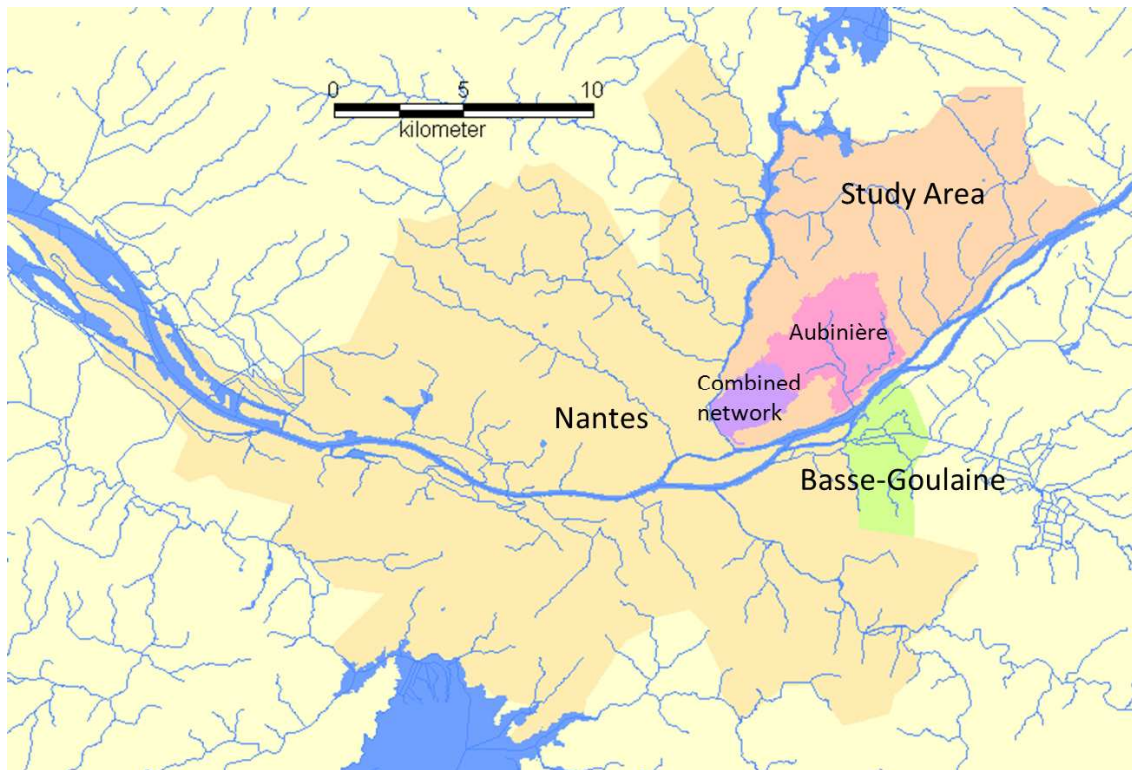 0 5 10
kilometer
Study Area
Aubinière
Combined
network
Nantes
Basse-Goulaine